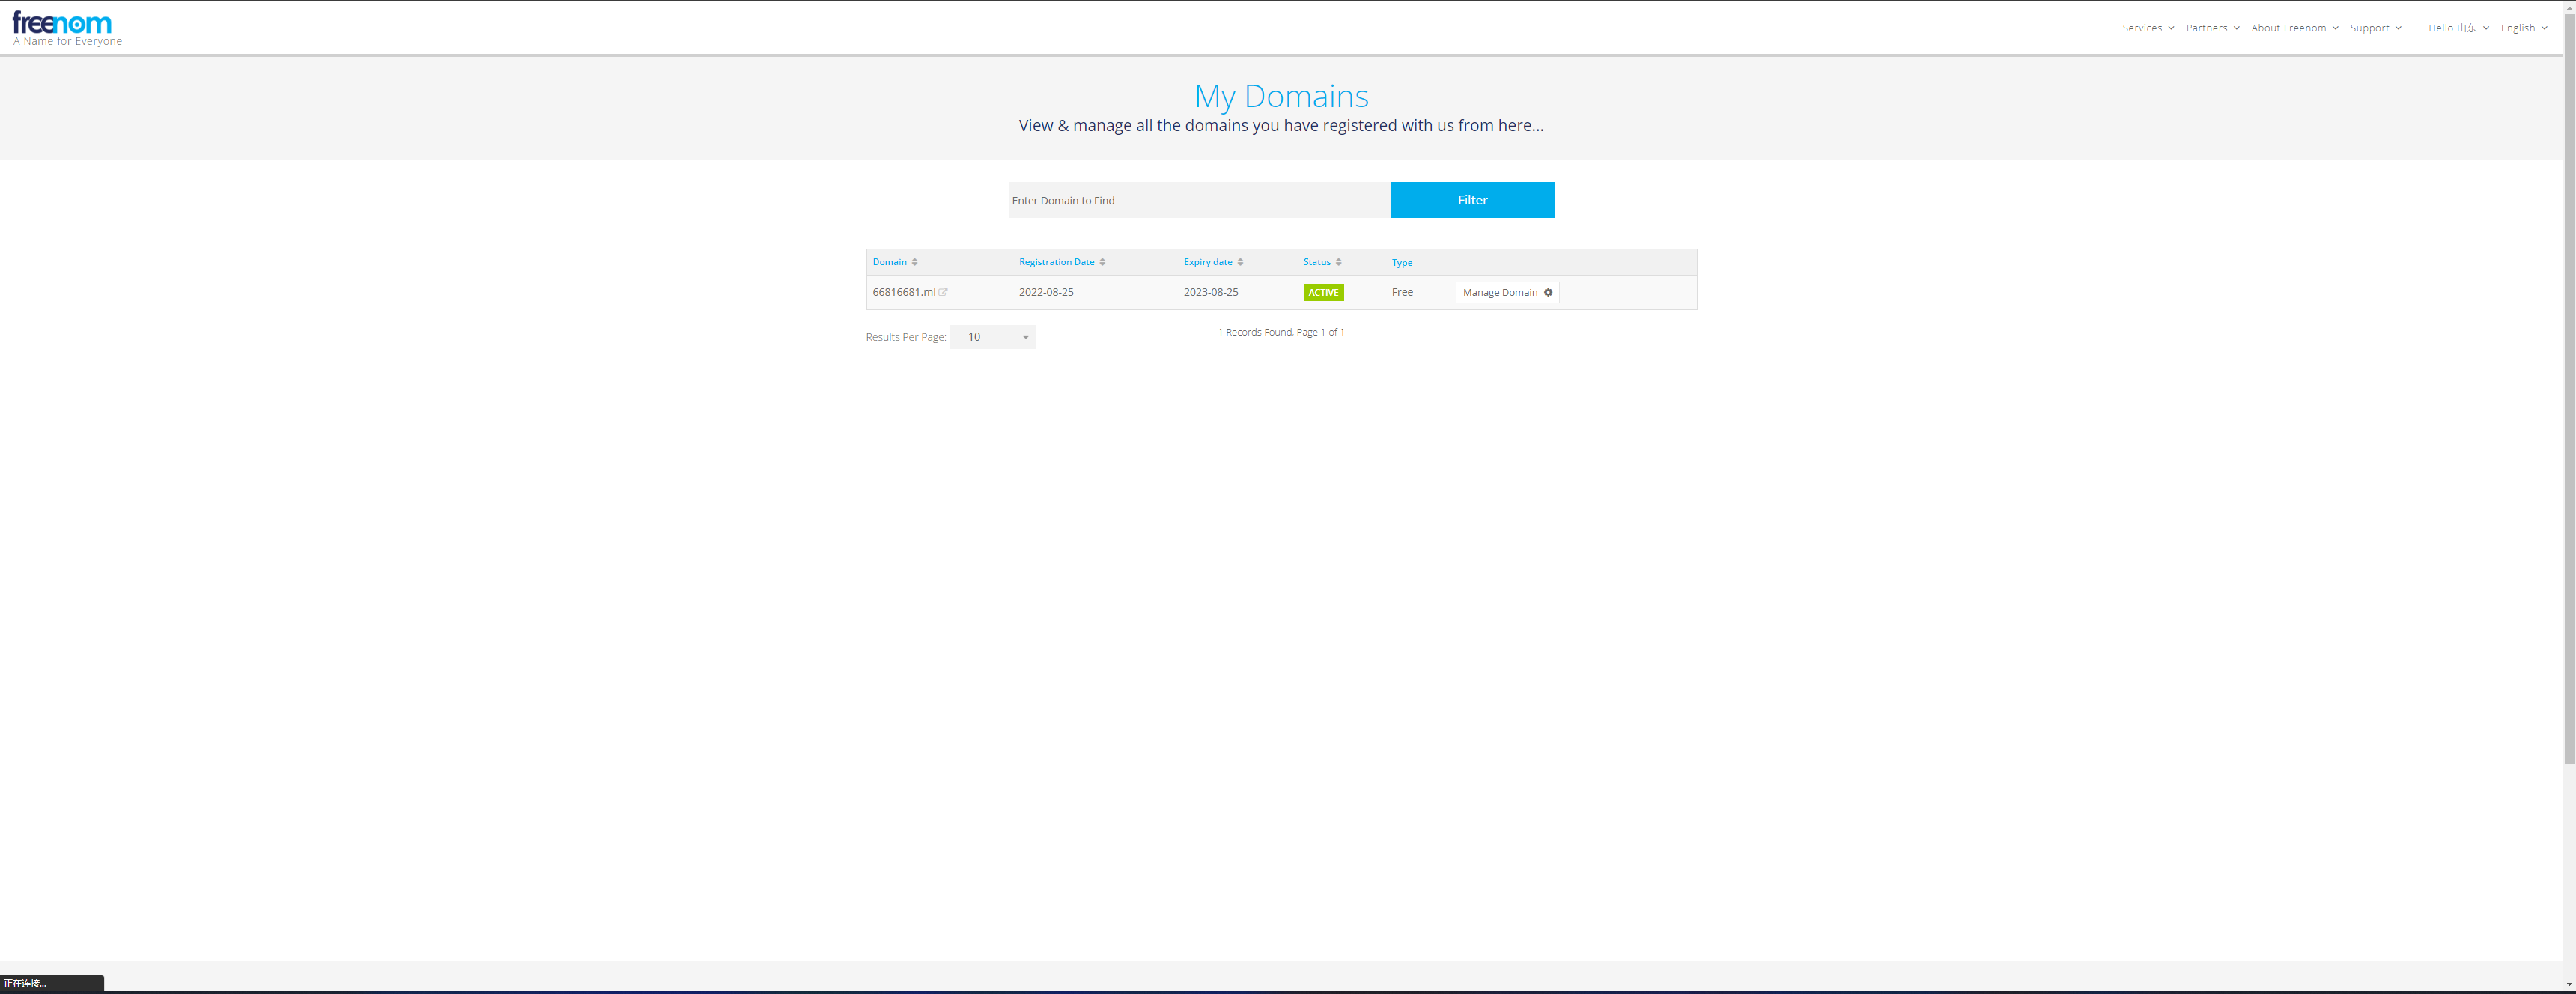 freenom
A Name for Everyone
Services Partners About Freenom Support Hello 山东 English
My Domains
View & manage all the domains you have registered with us from here...
Enter Domain to Find Filter
Domain Registration Date Expiry date Status Type
66816681.ml 2022-08-25 2023-08-25 ACTIVE Free Manage Domain
Results Per Page: 10 1 Records Found, Page 1 of 1
正在连接...